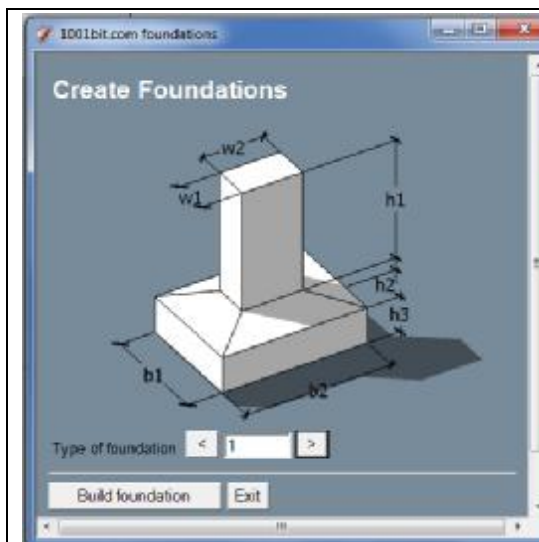 1001bit.com foundations
Create Foundations
w2
w1
h1
h2
h3
b1
b2
Type of foundation < 1 >
Build foundation Exit